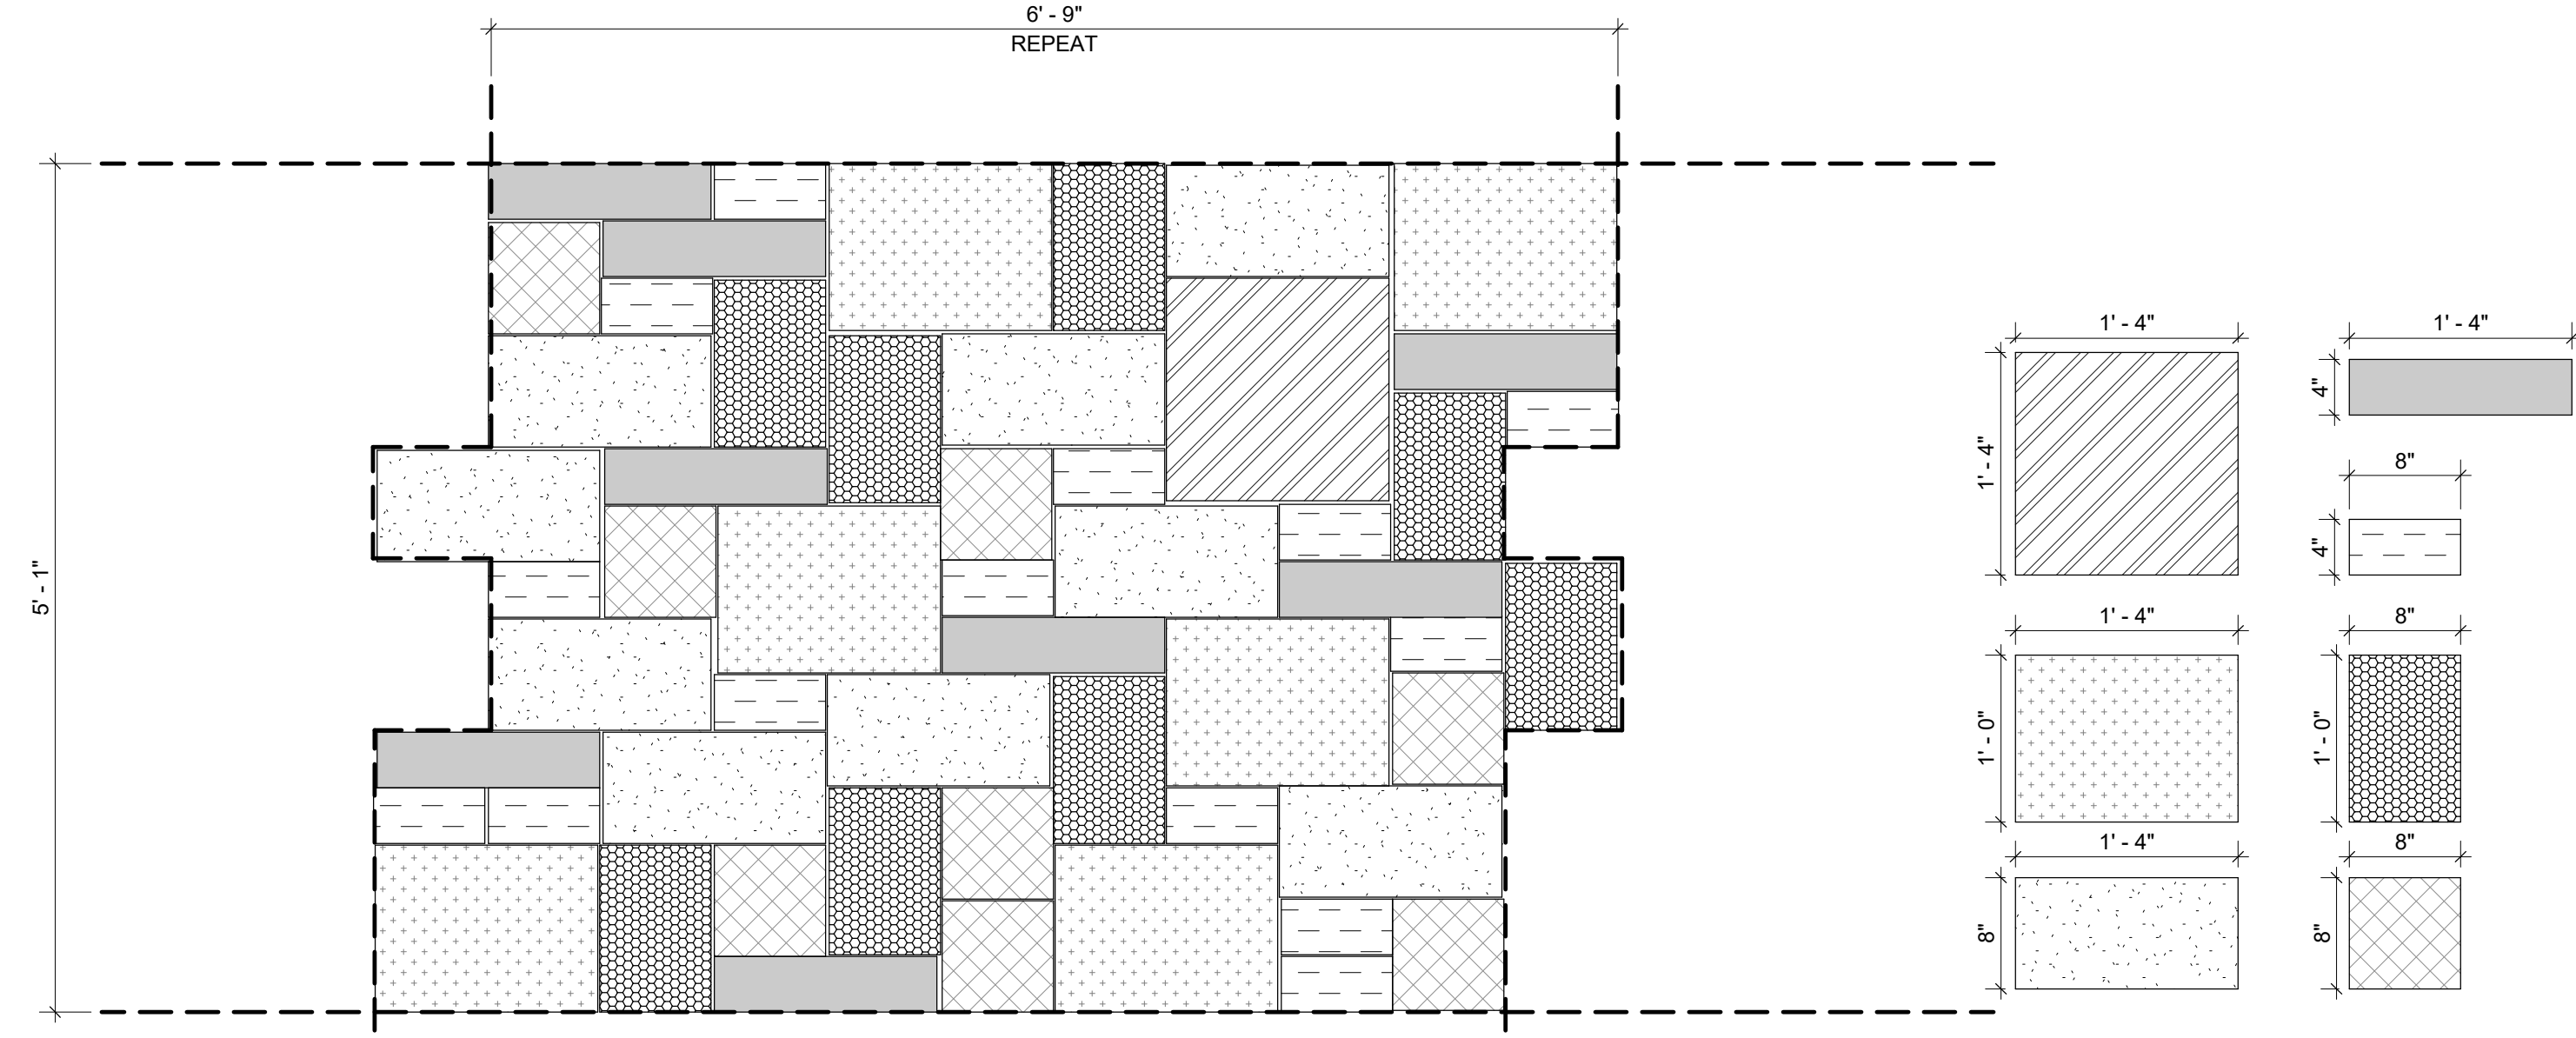 6' - 9"
REPEAT
5' - 1"
1' - 4"
1' - 4"
1' - 4"
4"
8"
4"
1' - 4"
1' - 0"
8"
1' - 0"
1' - 4"
8"
8"
8"